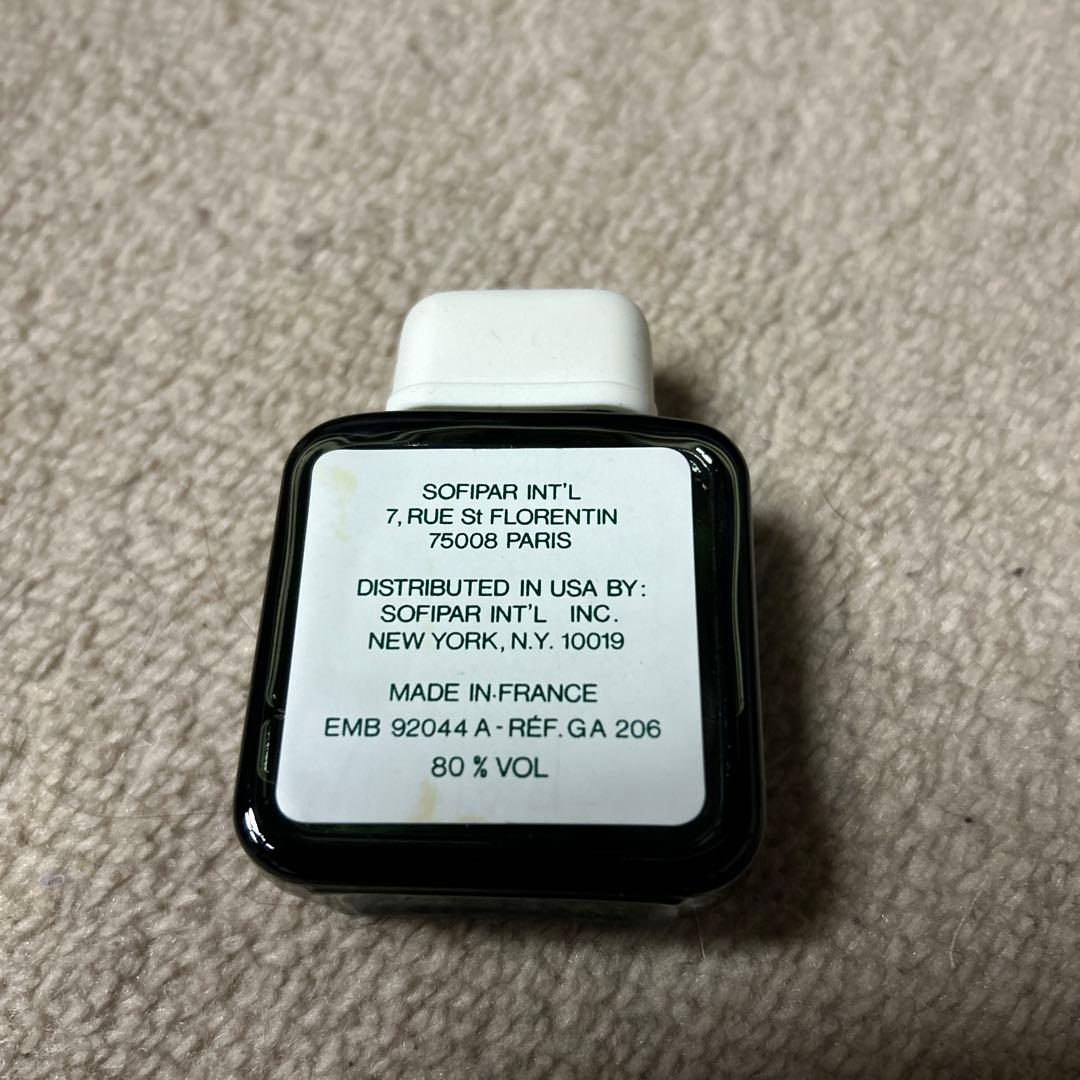 SOFIPAR INT'L
7, RUE St FLORENTIN
75008 PARIS
DISTRIBUTED IN USA BY:
SOFIPAR INT'L INC.
NEW YORK, N.Y. 10019
MADE IN·FRANCE
EMB 92044 A - RÉF. GA 206
80 % VOL